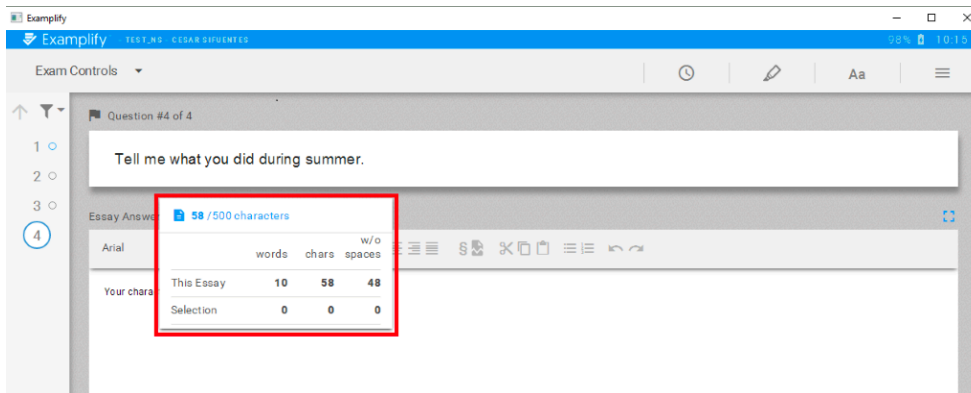 Examplify
Examplify - TEST_NS - CESAR SIFUENTES 98% 10:15
Exam Controls Aa
Question #4 of 4
1
Tell me what you did during summer.
2
3
Essay Answe 58 /500 characters
4
Arial words chars w/o spaces
This Essay 10 58 48
Your chara
Selection 0 0 0